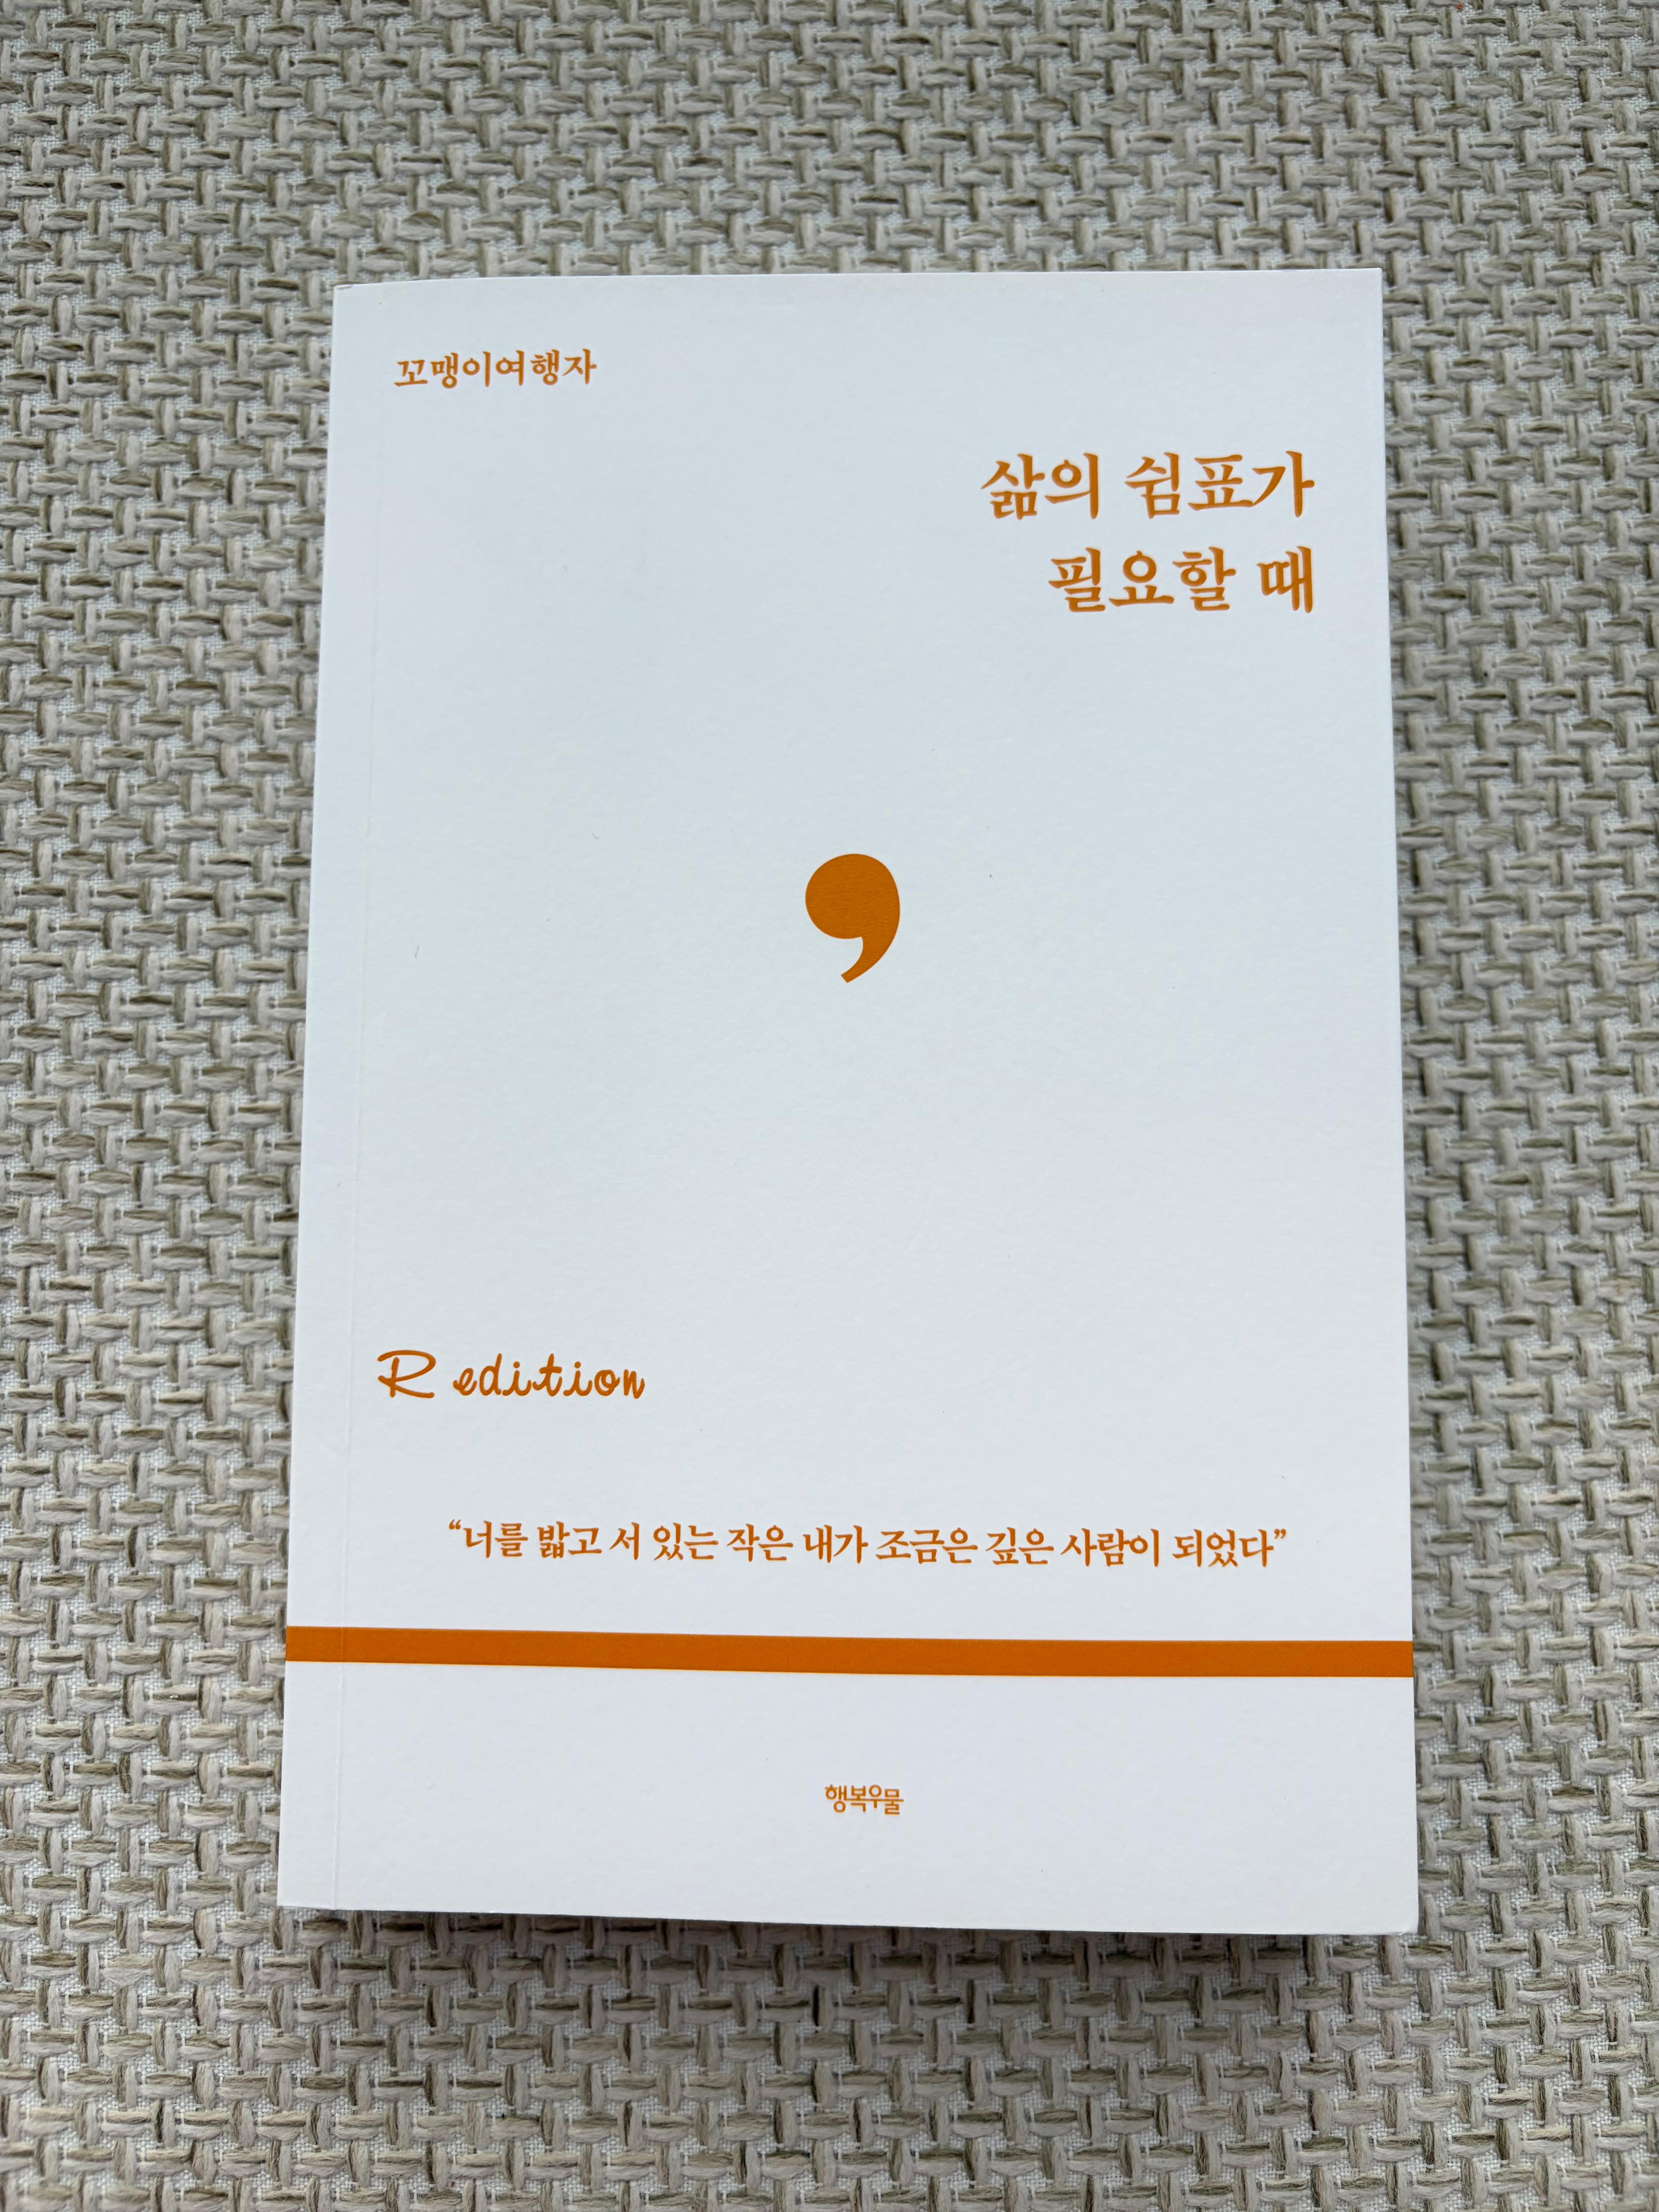 꼬맹이여행자
삶의 쉼표가
필요할 때
,
R edition
“너를 밟고 서 있는 작은 내가 조금은 깊은 사람이 되었다”
행복우물